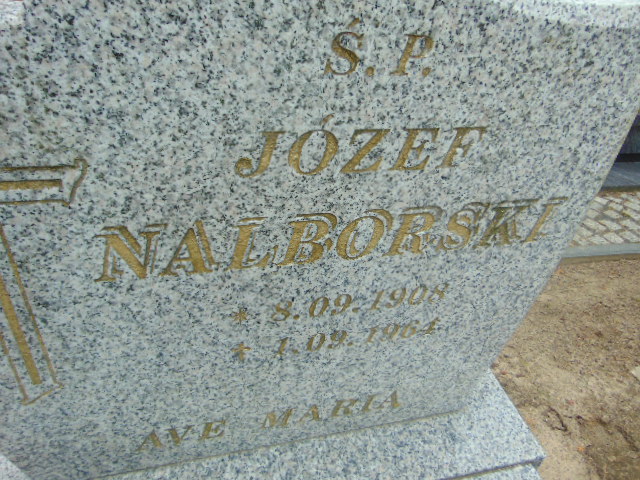 Ś. P.
JÓZEF
NALBORSKI
* 8.09.1908
+ 1.09.1964
AVE MARIA